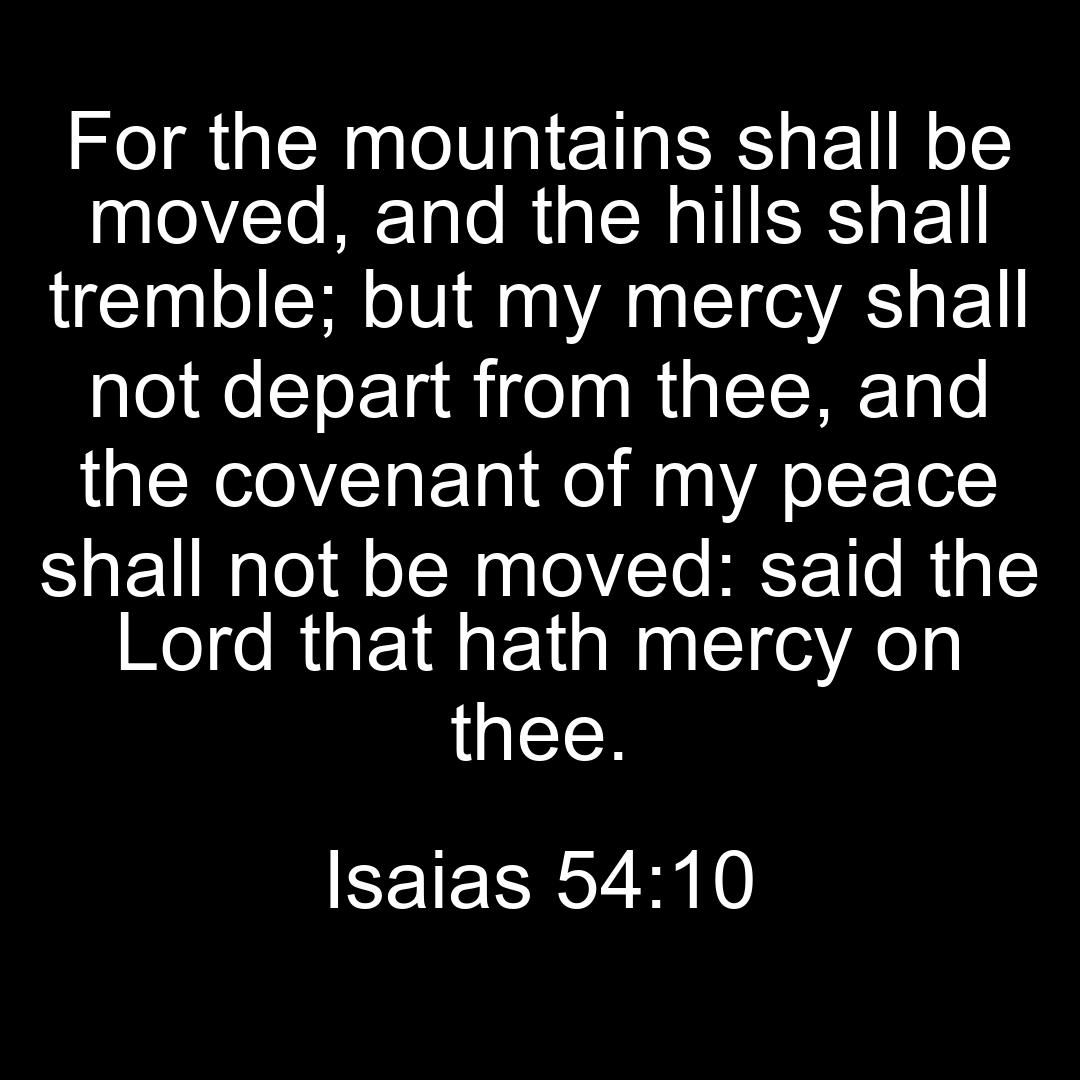 For the mountains shall be
moved, and the hills shall
tremble; but my mercy shall
not depart from thee, and
the covenant of my peace
shall not be moved: said the
Lord that hath mercy on
thee.
Isaias 54:10